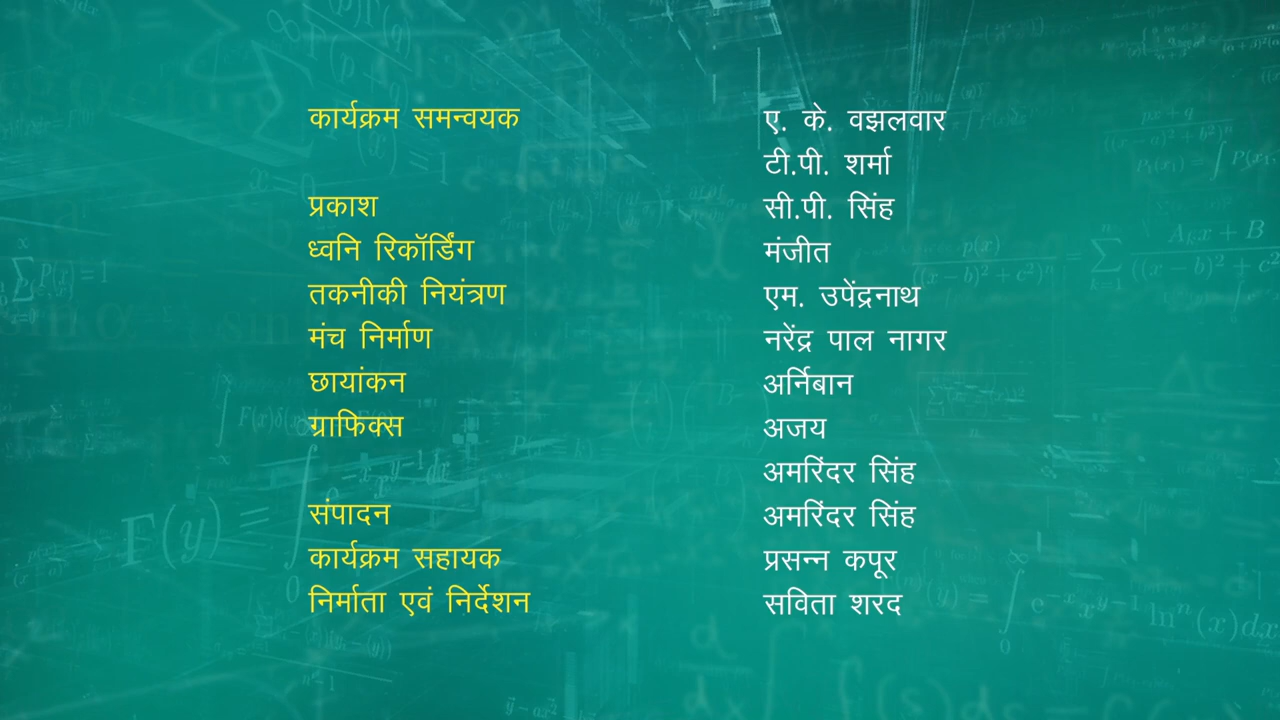 कार्यक्रम समन्वयक ए. के. वझलवार
टी.पी. शर्मा
प्रकाश सी.पी. सिंह
ध्वनि रिकॉर्डिंग मंजीत
तकनीकी नियंत्रण एम. उपेंद्रनाथ
मंच निर्माण नरेंद्र पाल नागर
छायांकन अर्निबान
ग्राफिक्स अजय
अमरिंदर सिंह
संपादन अमरिंदर सिंह
कार्यक्रम सहायक प्रसन्न कपूर
निर्माता एवं निर्देशन सविता शरद